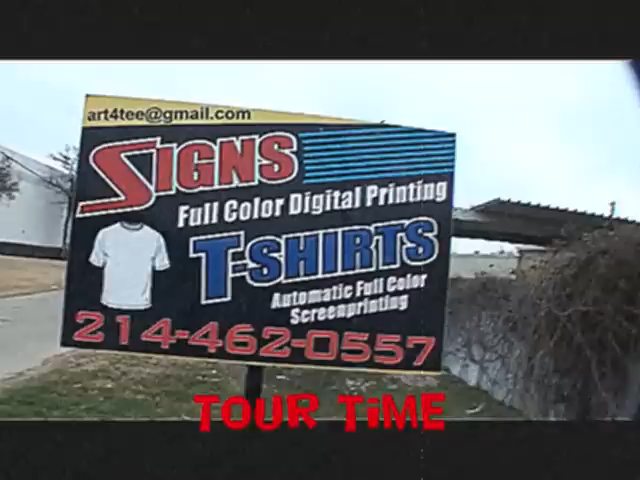 art4tee@gmail.com
SIGNS
Full Color Digital Printing
T-SHIRTS
Automatic Full Color
Screenprinting
214-462-0557
TOUR TiME